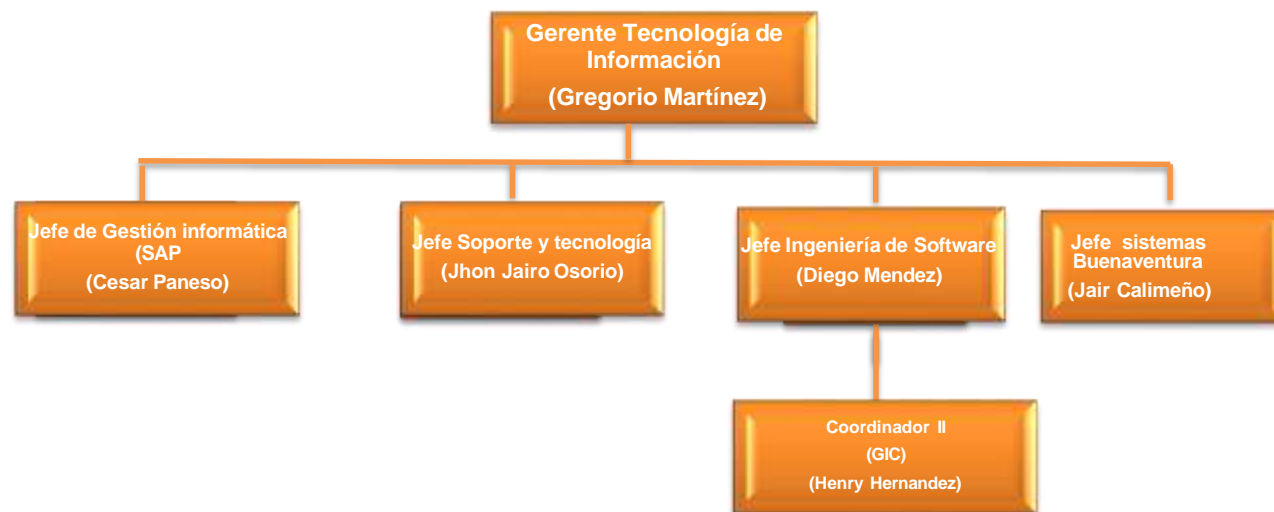 Gerente Tecnología de
Información
(Gregorio Martínez)
Jefe de Gestión informática
(SAP
(Cesar Paneso)
Jefe Soporte y tecnología
(Jhon Jairo Osorio)
Jefe Ingeniería de Software
(Diego Mendez)
Jefe sistemas
Buenaventura
(Jair Calimeño)
Coordinador II
(GIC)
(Henry Hernandez)